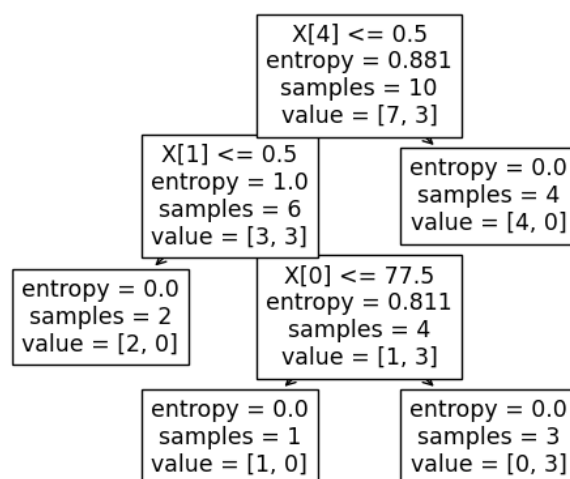 X[4] <= 0.5
entropy = 0.881
samples = 10
value = [7, 3]
X[1] <= 0.5
entropy = 1.0
samples = 6
value = [3, 3]
entropy = 0.0
samples = 4
value = [4, 0]
entropy = 0.0
samples = 2
value = [2, 0]
X[0] <= 77.5
entropy = 0.811
samples = 4
value = [1, 3]
entropy = 0.0
samples = 1
value = [1, 0]
entropy = 0.0
samples = 3
value = [0, 3]